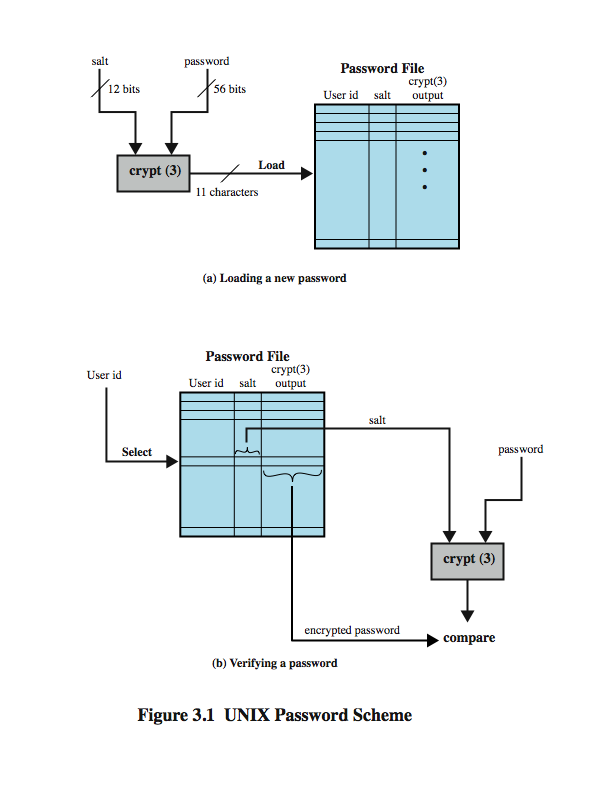 salt
password
12 bits
56 bits
crypt (3)
Load
11 characters
Password File
User id
salt
crypt(3)
output
(a) Loading a new password
Password File
User id
User id
salt
crypt(3)
output
Select
salt
password
crypt (3)
encrypted password
compare
(b) Verifying a password
Figure 3.1 UNIX Password Scheme